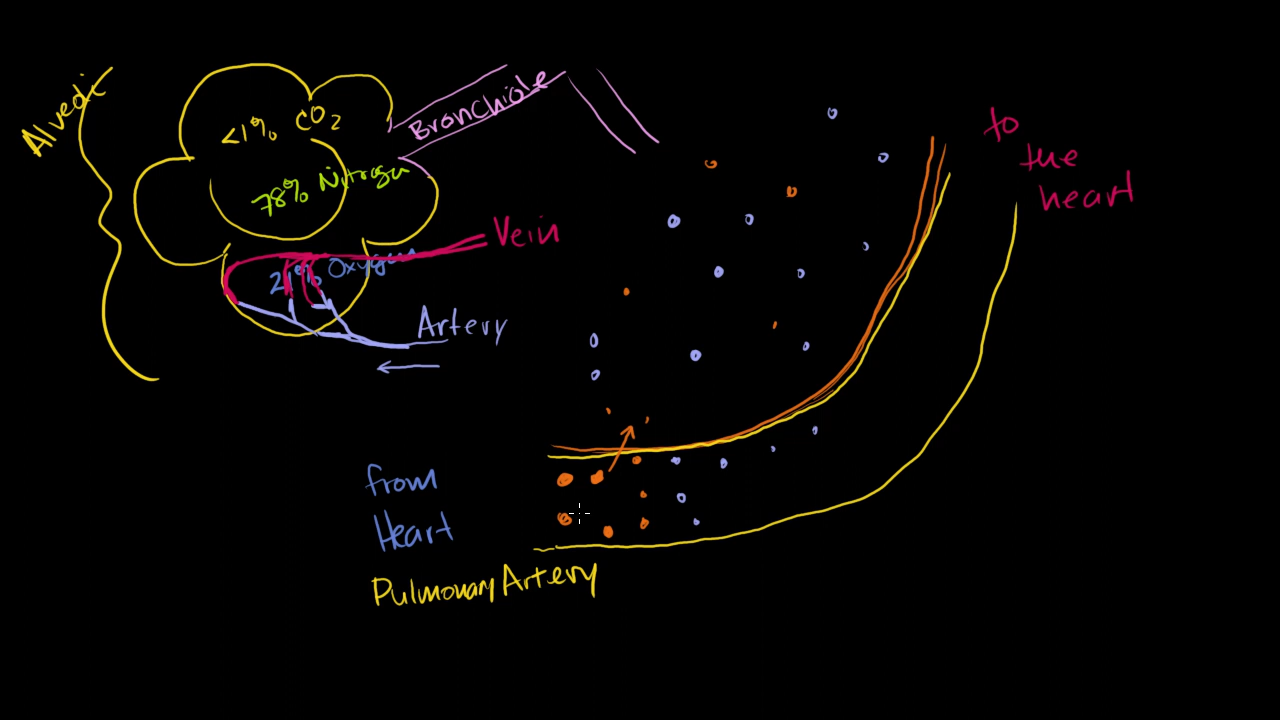 Alveoli
<1% CO2
78% Nitrogen
21% Oxygen
Bronchiole
Vein
Artery
to
the
heart
from
Heart
Pulmonary Artery